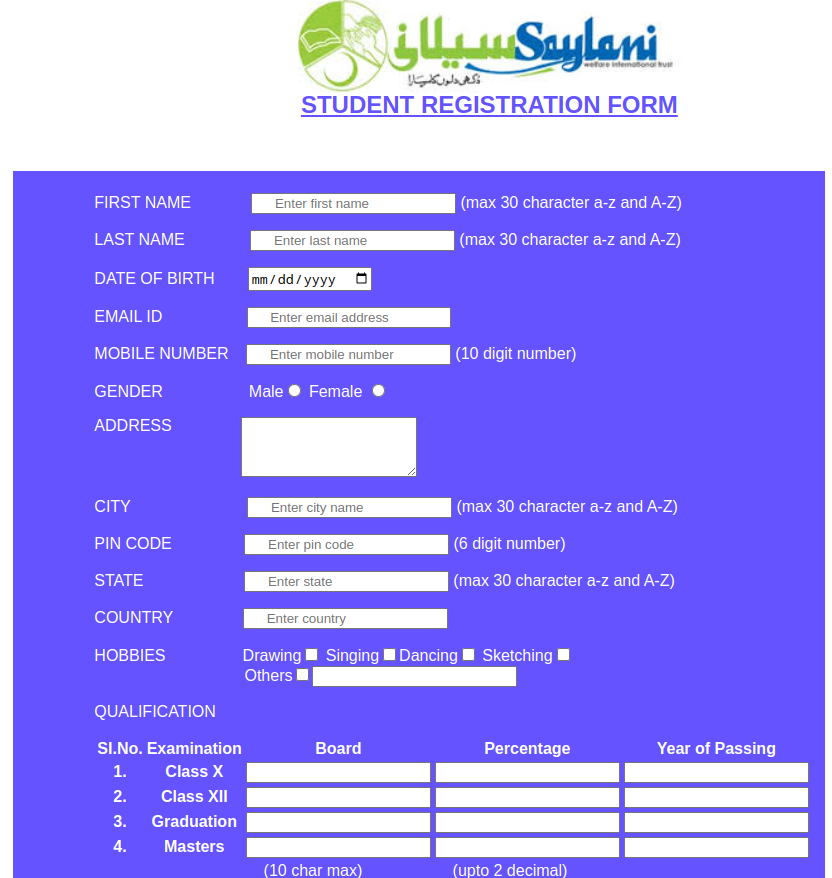 سیلانی Saylani
welfare international trust
STUDENT REGISTRATION FORM
FIRST NAME Enter first name (max 30 character a-z and A-Z)
LAST NAME Enter last name (max 30 character a-z and A-Z)
DATE OF BIRTH mm/dd/yyyy
EMAIL ID Enter email address
MOBILE NUMBER Enter mobile number (10 digit number)
GENDER Male Female
ADDRESS
CITY Enter city name (max 30 character a-z and A-Z)
PIN CODE Enter pin code (6 digit number)
STATE Enter state (max 30 character a-z and A-Z)
COUNTRY Enter country
HOBBIES Drawing Singing Dancing Sketching
Others
QUALIFICATION
Sl.No. Examination Board Percentage Year of Passing
1. Class X
2. Class XII
3. Graduation
4. Masters
(10 char max) (upto 2 decimal)